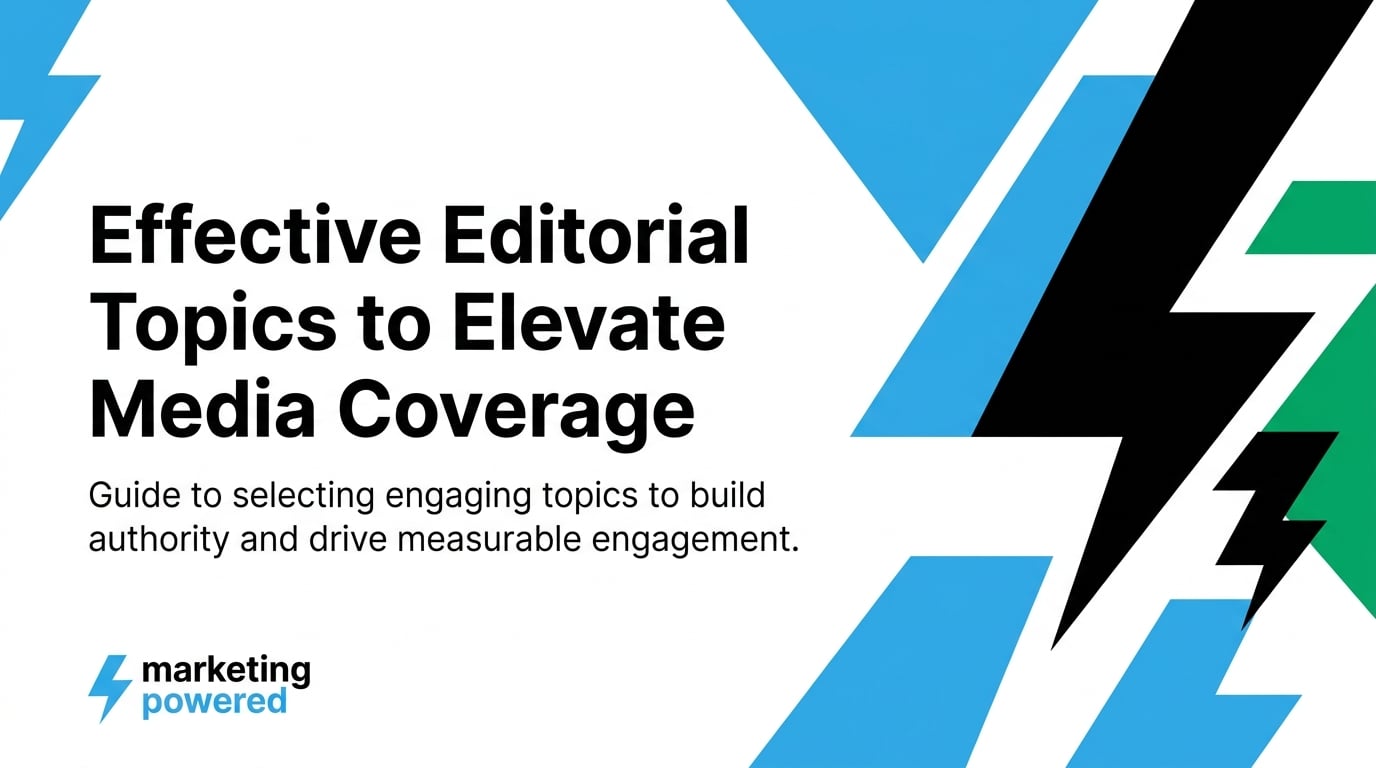 Effective Editorial
Topics to Elevate
Media Coverage
Guide to selecting engaging topics to build
authority and drive measurable engagement.
marketing
powered